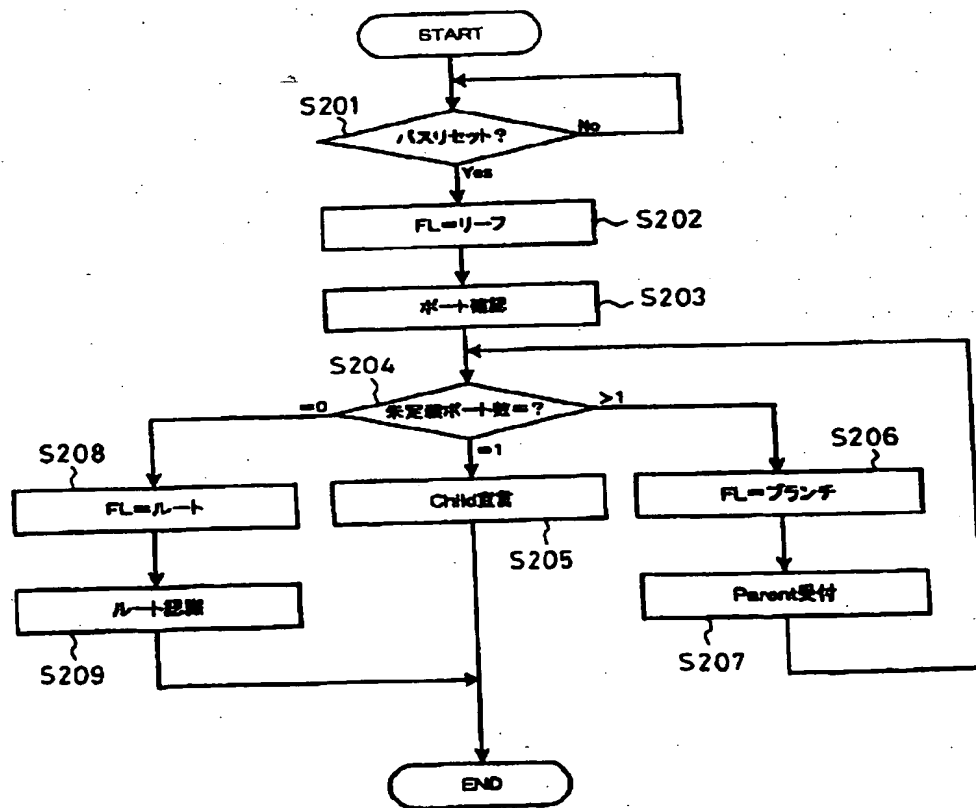 START
S201
バスリセット?
No
Yes
FL=リーフ
S202
ポート確認
S203
S204
未定義ポート数=?
=0
=1
>1
S208
FL=ルート
Child宣言
S205
S206
FL=ブランチ
ルート認識
S209
Parent受付
S207
END